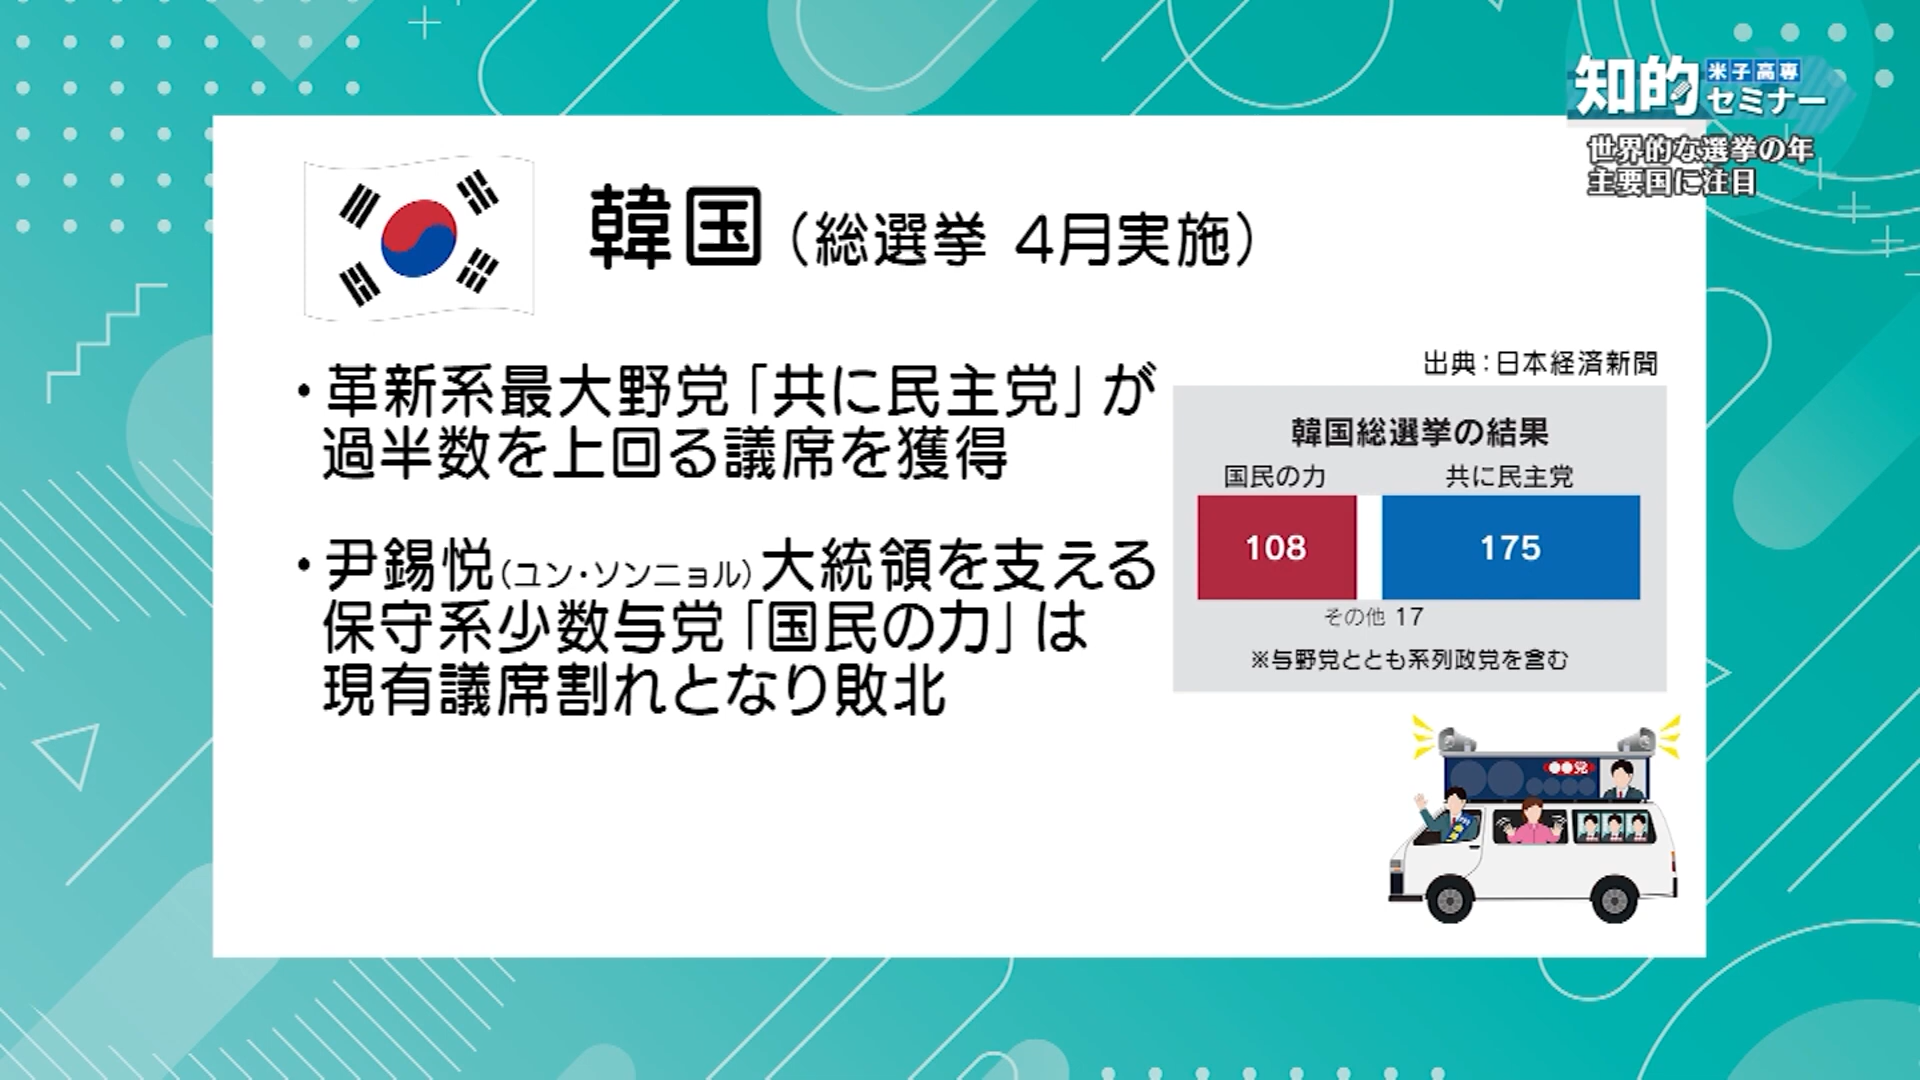 知的
米子高専
セミナー
世界的な選挙の年
主要国に注目
韓国（総選挙 4月実施）
・革新系最大野党「共に民主党」が
過半数を上回る議席を獲得
・尹錫悦（ユン・ソンニョル）大統領を支える
保守系少数与党「国民の力」は
現有議席割れとなり敗北
出典：日本経済新聞
韓国総選挙の結果
国民の力 共に民主党
108 175
その他 17
※与野党ととも系列政党を含む
●●党